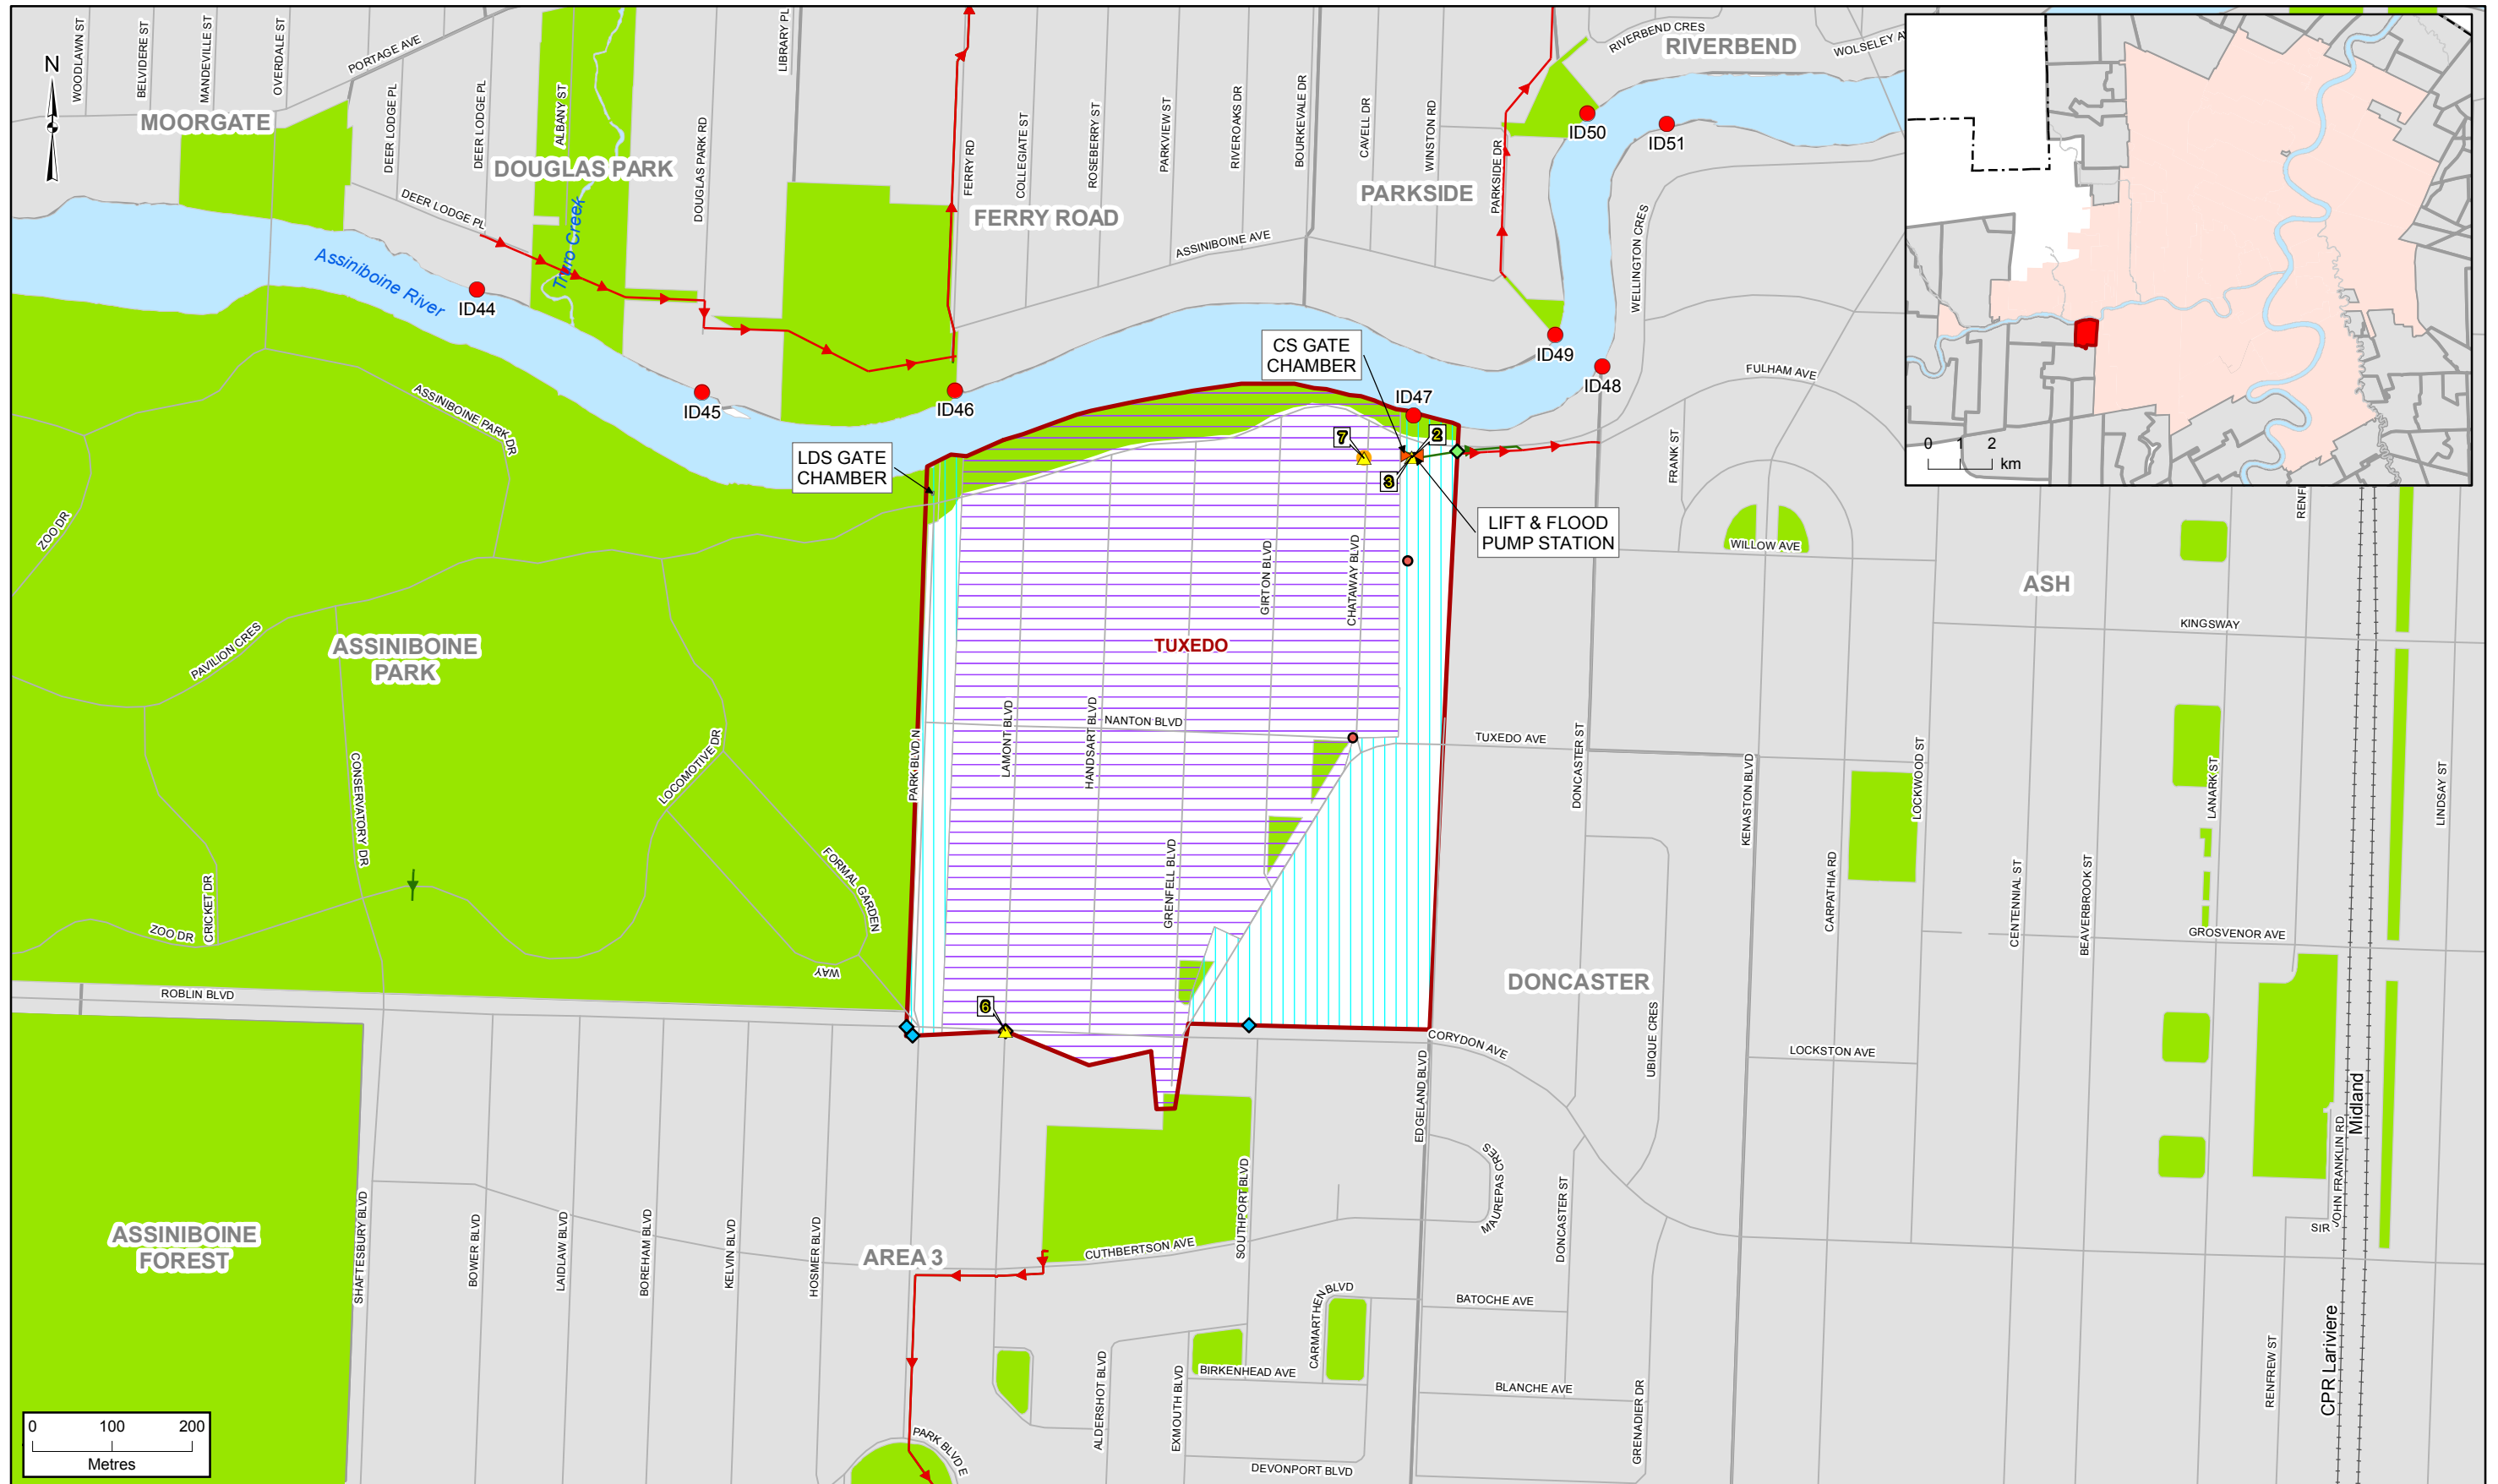 WOODLAWN ST
BELVIDERE ST
MANDEVILLE ST
OVERDALE ST
PORTAGE AVE
LIBRARY PL
N
MOORGATE
DEER LODGE PL
DEER LODGE PL
ALBANY ST
DOUGLAS PARK
DOUGLAS PARK RD
DEER LODGE PL
Truro Creek
Assiniboine River
FERRY RD
COLLEGIATE ST
ROSEBERRY ST
PARKVIEW ST
RIVEROAKS DR
BOURKEVALE DR
CAVELL DR
WINSTON RD
PARKSIDE DR
FERRY ROAD
PARKSIDE
ASSINIBOINE AVE
RIVERBEND CRES
RIVERBEND
WOLSELEY AV
WELLINGTON CRES
ID50
ID51
ID44
ID45
ID46
ID47
ID49
ID48
CS GATE
CHAMBER
LDS GATE
CHAMBER
LIFT & FLOOD
PUMP STATION
7
2
3
6
0 1 2
km
FULHAM AVE
FRANK ST
WILLOW AVE
ASH
KINGSWAY
RENF
ASSINIBOINE PARK DR
ZOO DR
PAVILION CRES
ASSINIBOINE
PARK
CONSERVATORY DR
LOCOMOTIVE DR
FORMAL GARDEN
WAY
CRICKET DR
ZOO DR
ROBLIN BLVD
PARK BLVD N
LAMONT BLVD
HANDSART BLVD
GRENFELL BLVD
GIRTON BLVD
CHATAWAY BLVD
TUXEDO
NANTON BLVD
TUXEDO AVE
DONCASTER ST
KENASTON BLVD
CARPATHIA RD
LOCKWOOD ST
CENTENNIAL ST
BEAVERBROOK ST
LANARK ST
LINDSAY ST
GROSVENOR AVE
DONCASTER
UBIQUE CRES
LOCKSTON AVE
CORYDON AVE
EDGELAND BLVD
MAUREPAS CRES
DONCASTER ST
Midland
JOHN FRANKLIN RD
SIR
CPR Lariviere
RENFREW ST
ASSINIBOINE
FOREST
SHAFTESBURY BLVD
BOWER BLVD
LAIDLAW BLVD
BOREHAM BLVD
KELVIN BLVD
HOSMER BLVD
AREA 3
CUTHBERTSON AVE
SOUTHPORT BLVD
CARMARTHEN BLVD
BATOCHE AVE
BIRKENHEAD AVE
BLANCHE AVE
ALDERSHOT BLVD
EXMOUTH BLVD
GRENADIER DR
PARK BLVD E
DEVONPORT BLVD
0 100 200
Metres